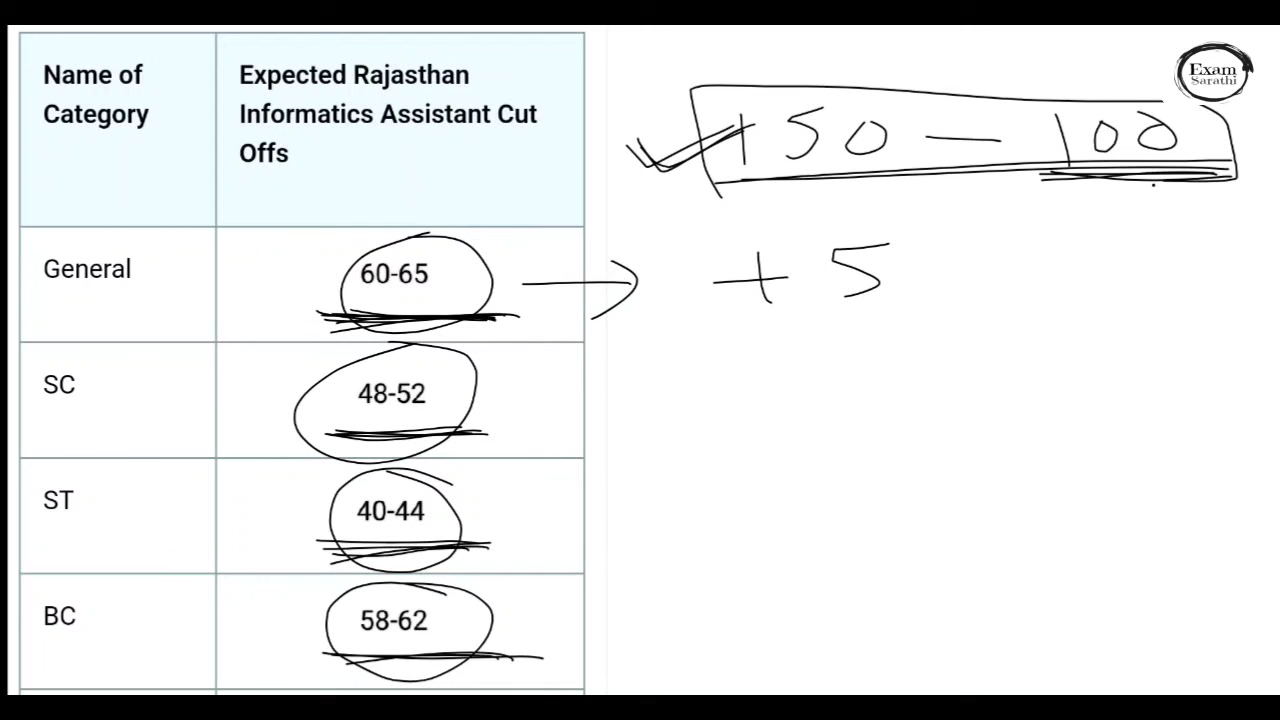 Name of
Category
Expected Rajasthan
Informatics Assistant Cut
Offs
General
60-65
SC
48-52
ST
40-44
BC
58-62
150 - 100
+ 5
Exam
Sarathi